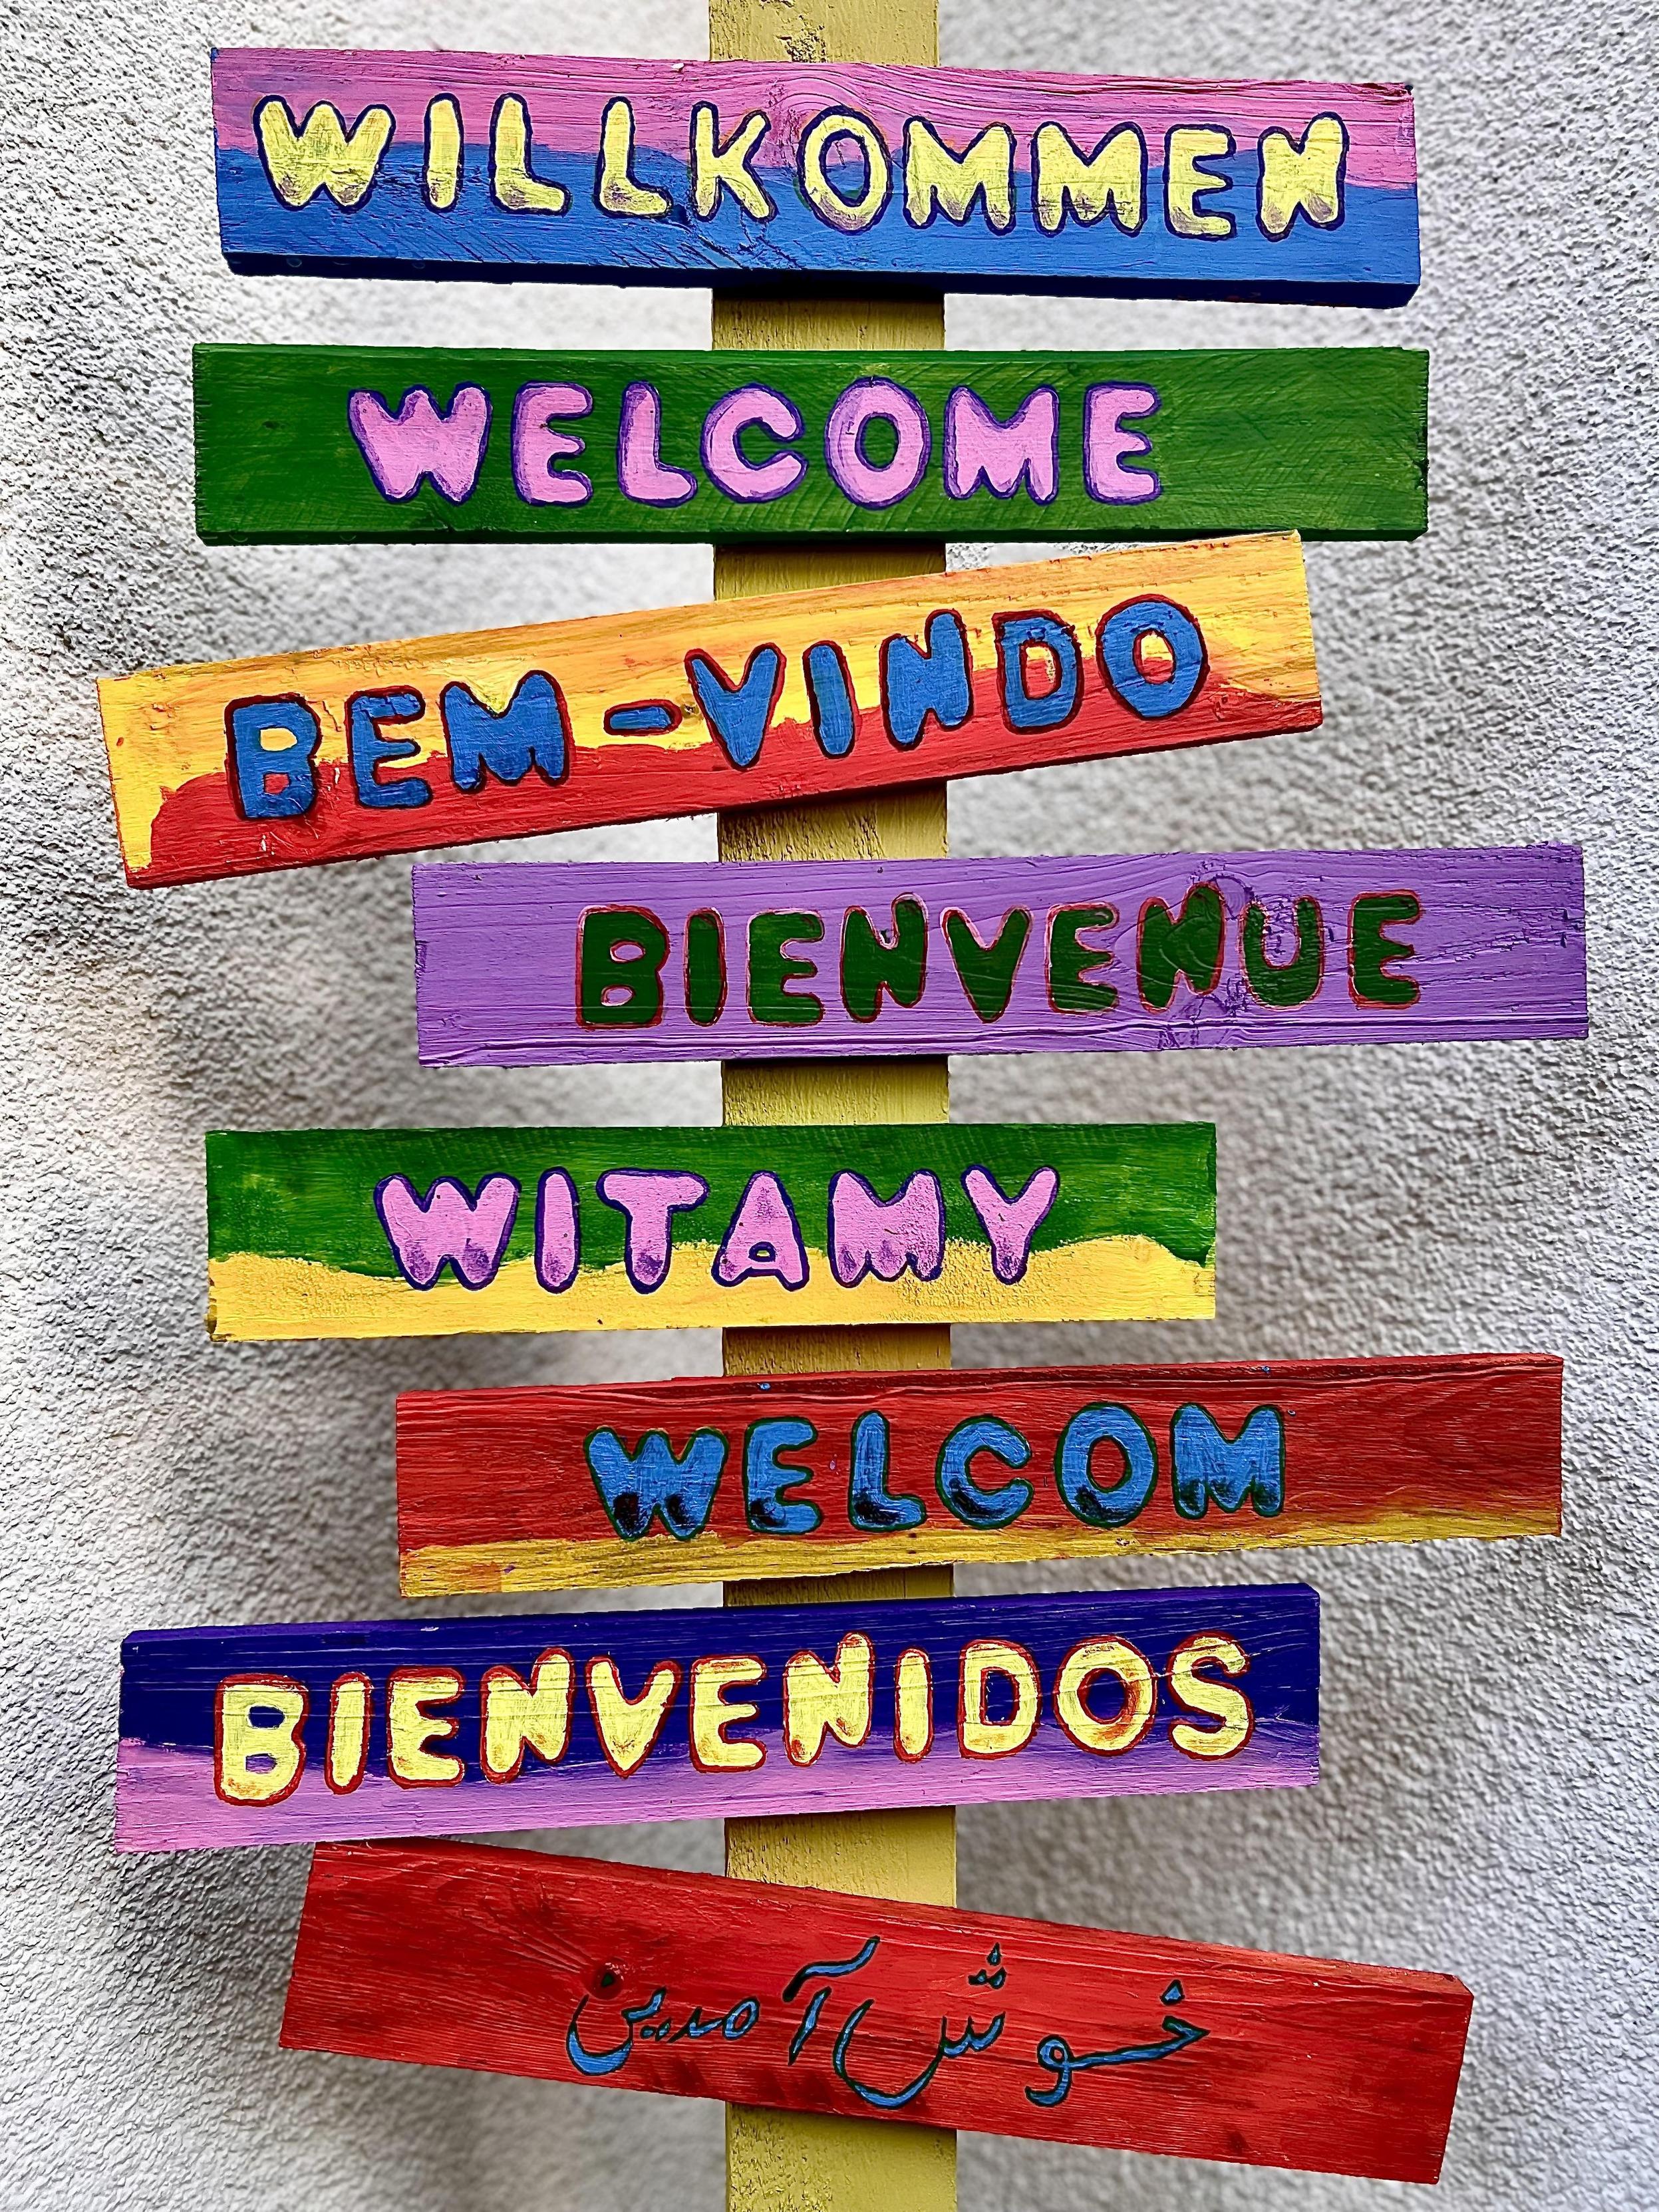 WILLKOMMEN
WELCOME
BEM-VINDO
BIENVENUE
WITAMY
WELCOM
BIENVENIDOS
خوش آمدین